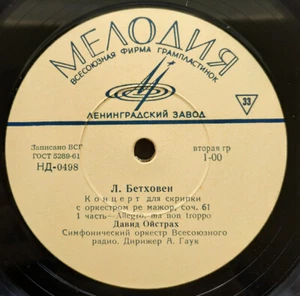 МЕЛОДИЯ
ВСЕСОЮЗНАЯ ФИРМА ГРАМПЛАСТИНОК
33
ЛЕНИНГРАДСКИЙ ЗАВОД
Записано ВСГ
ГОСТ 5289-61
НД-0498
вторая гр
1-00
Л. Бетховен
Концерт для скрипки
с оркестром ре мажор, соч. 61
1 часть—Allegro, ma non troppo
Давид Ойстрах
Симфонический оркестр Всесоюзного
радио. Дирижер А. Гаук